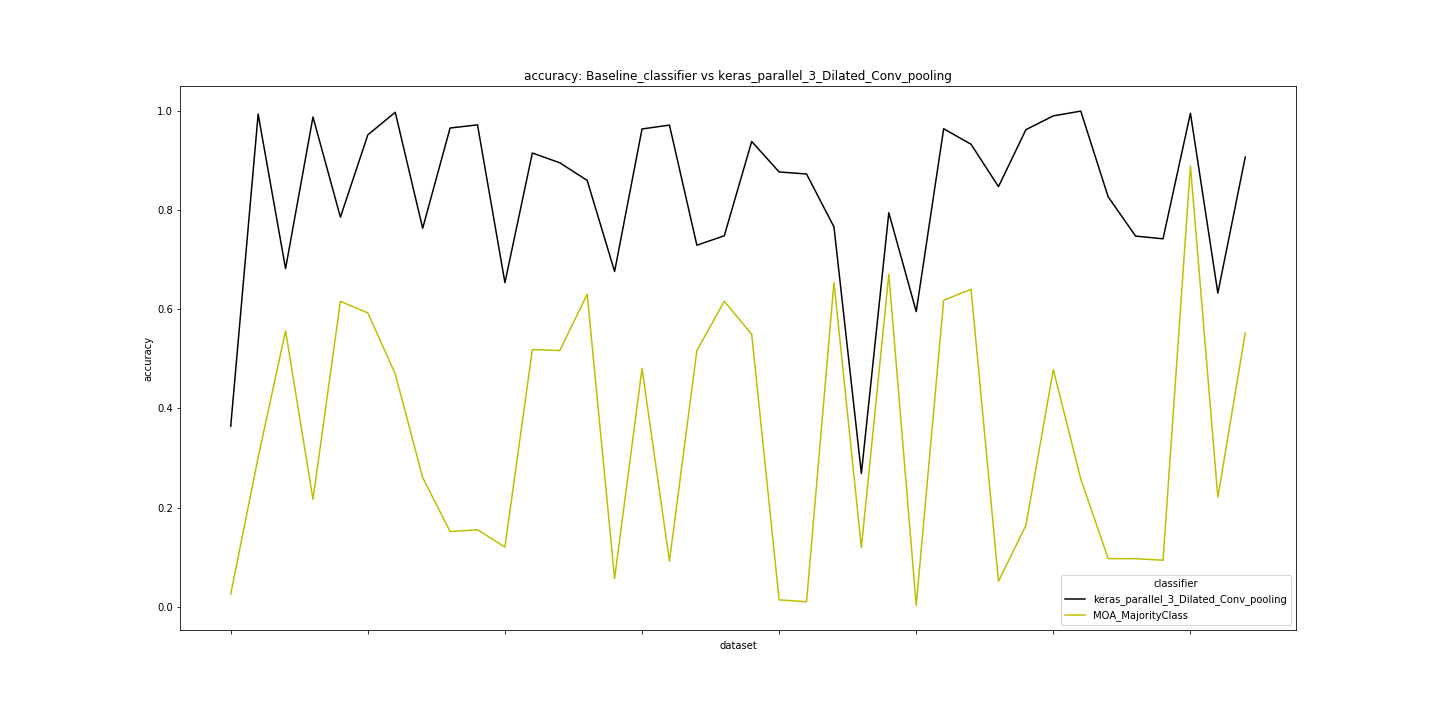 accuracy: Baseline_classifier vs keras_parallel_3_Dilated_Conv_pooling
1.0
0.8
0.6
0.4
0.2
0.0
accuracy
dataset
classifier
keras_parallel_3_Dilated_Conv_pooling
MOA_MajorityClass